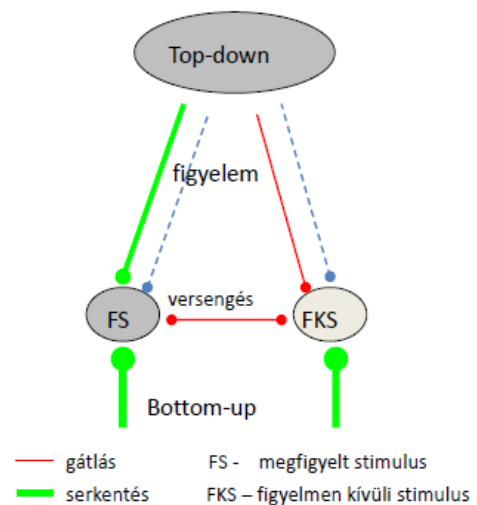 Top-down
figyelem
versengés
FS
FKS
Bottom-up
gátlás FS - megfigyelt stimulus
serkentés FKS – figyelmen kívüli stimulus